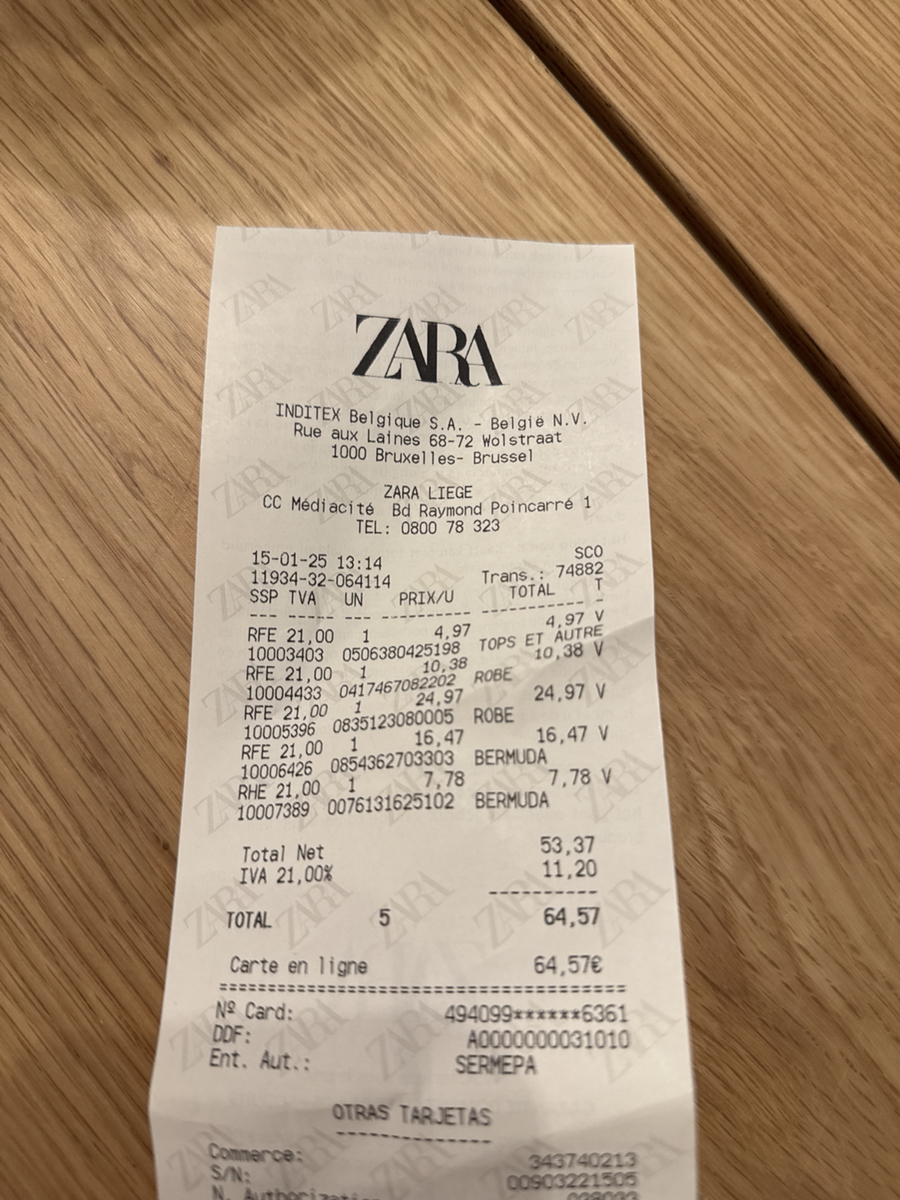 ZARA
INDITEX Belgique S.A. - België N.V.
Rue aux Laines 68-72 Wolstraat
1000 Bruxelles- Brussel
ZARA LIEGE
CC Médiacité Bd Raymond Poincarré 1
TEL: 0800 78 323
15-01-25 13:14 SCO
11934-32-064114 Trans.: 74882
SSP TVA UN PRIX/U TOTAL T
--- ----- --- ---------- ---------- -
RFE 21,00 1 4,97 4,97 V
10003403 0506380425198 TOPS ET AUTRE
RFE 21,00 1 10,38 10,38 V
10004433 0417467082202 ROBE
RFE 21,00 1 24,97 24,97 V
10005396 0835123080005 ROBE
RFE 21,00 1 16,47 16,47 V
10006426 0854362703303 BERMUDA
RHE 21,00 1 7,78 7,78 V
10007389 0076131625102 BERMUDA
Total Net 53,37
IVA 21,00% 11,20
----------
TOTAL 5 64,57
Carte en ligne 64,57€
============================================
Nº Card: 494099******6361
DDF: A0000000031010
Ent. Aut.: SERMEPA
OTRAS TARJETAS
---------------
Commerce: 343740213
S/N: 00903221505
N.